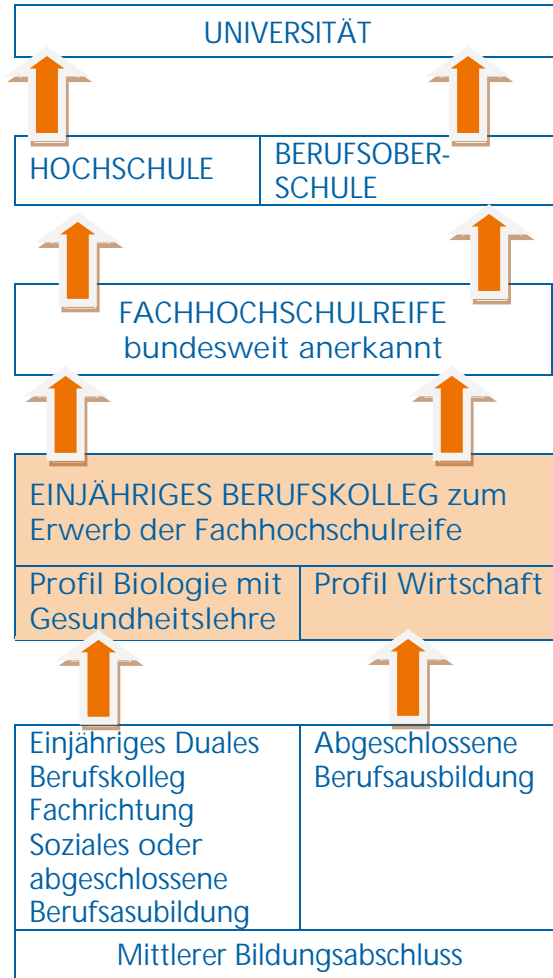 UNIVERSITÄT
HOCHSCHULE
BERUFSOBER-
SCHULE
FACHHOCHSCHULREIFE
bundesweit anerkannt
EINJÄHRIGES BERUFSKOLLEG zum
Erwerb der Fachhochschulreife
Profil Biologie mit
Gesundheitslehre
Profil Wirtschaft
Einjähriges Duales
Berufskolleg
Fachrichtung
Soziales oder
abgeschlossene
Berufsasubildung
Abgeschlossene
Berufsausbildung
Mittlerer Bildungsabschluss